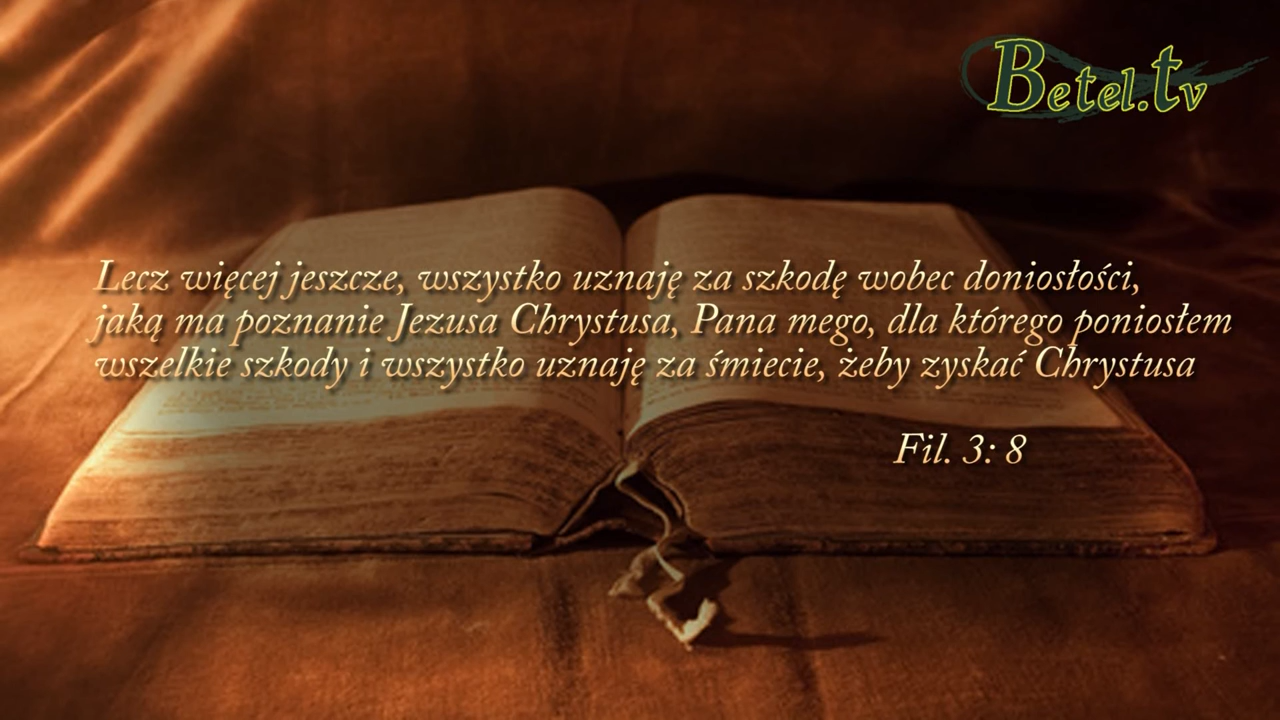 Betel.tv
Lecz więcej jeszcze, wszystko uznaję za szkodę wobec doniosłości,
jaką ma poznanie Jezusa Chrystusa, Pana mego, dla którego poniosłem
wszelkie szkody i wszystko uznaję za śmiecie, żeby zyskać Chrystusa
Fil. 3: 8